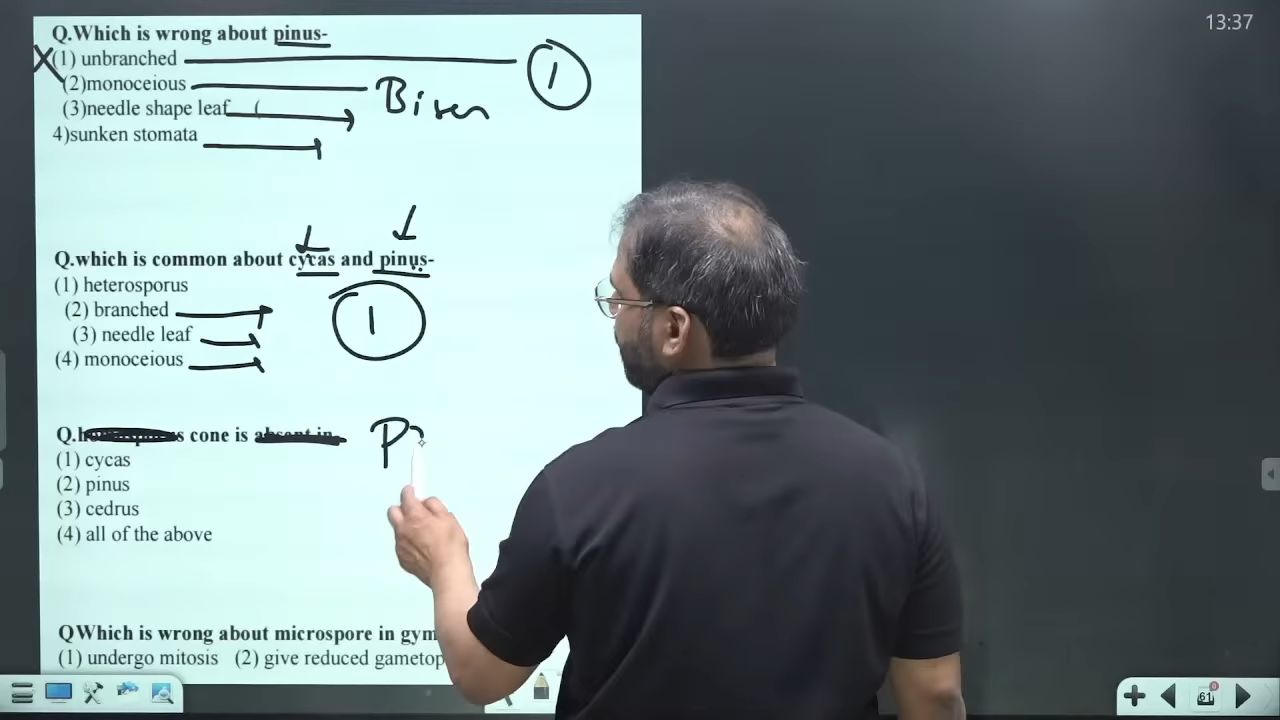 13:37
Q.Which is wrong about pinus-
(1) unbranched 1
(2)monoceious
(3)needle shape leaf
4)sunken stomata
Q.which is common about cycas and pinus-
(1) heterosporus
(2) branched 1
(3) needle leaf
(4) monoceious
cone is
(1) cycas
(2) pinus
(3) cedrus
(4) all of the above
QWhich is wrong about microspore in gym
(1) undergo mitosis (2) give reduced gametop
61